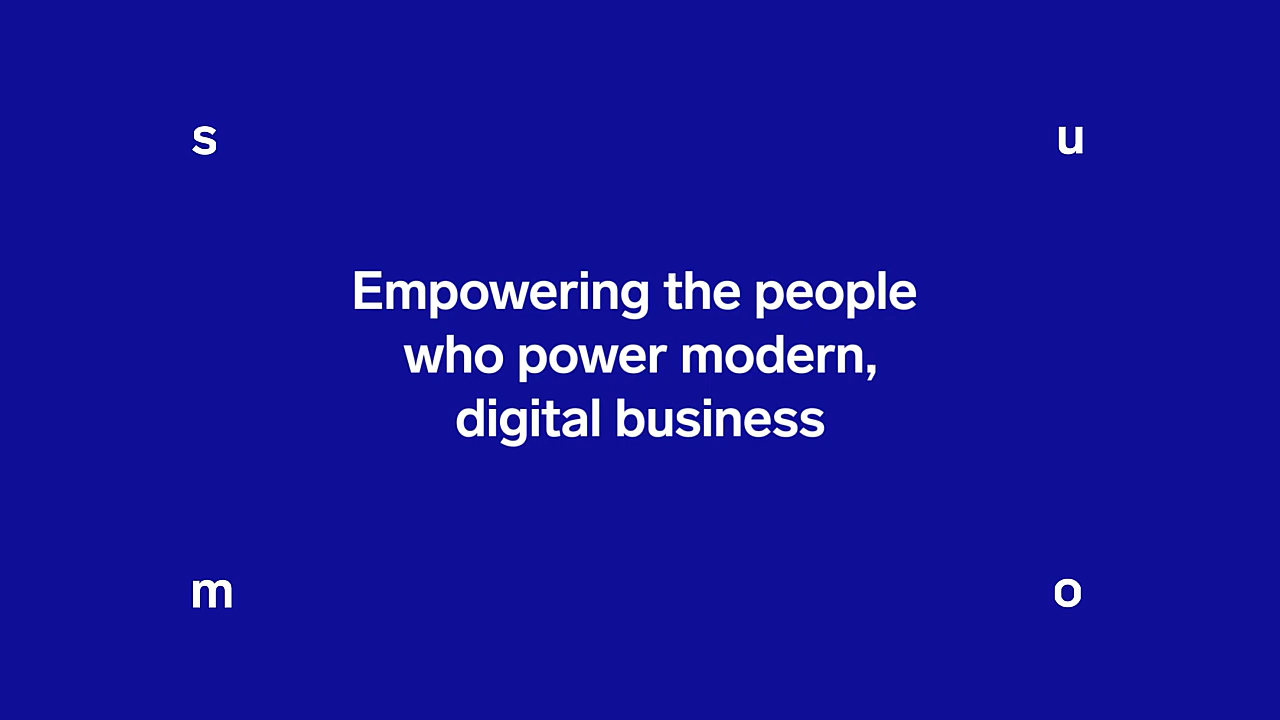 s u
Empowering the people
who power modern,
digital business
m o